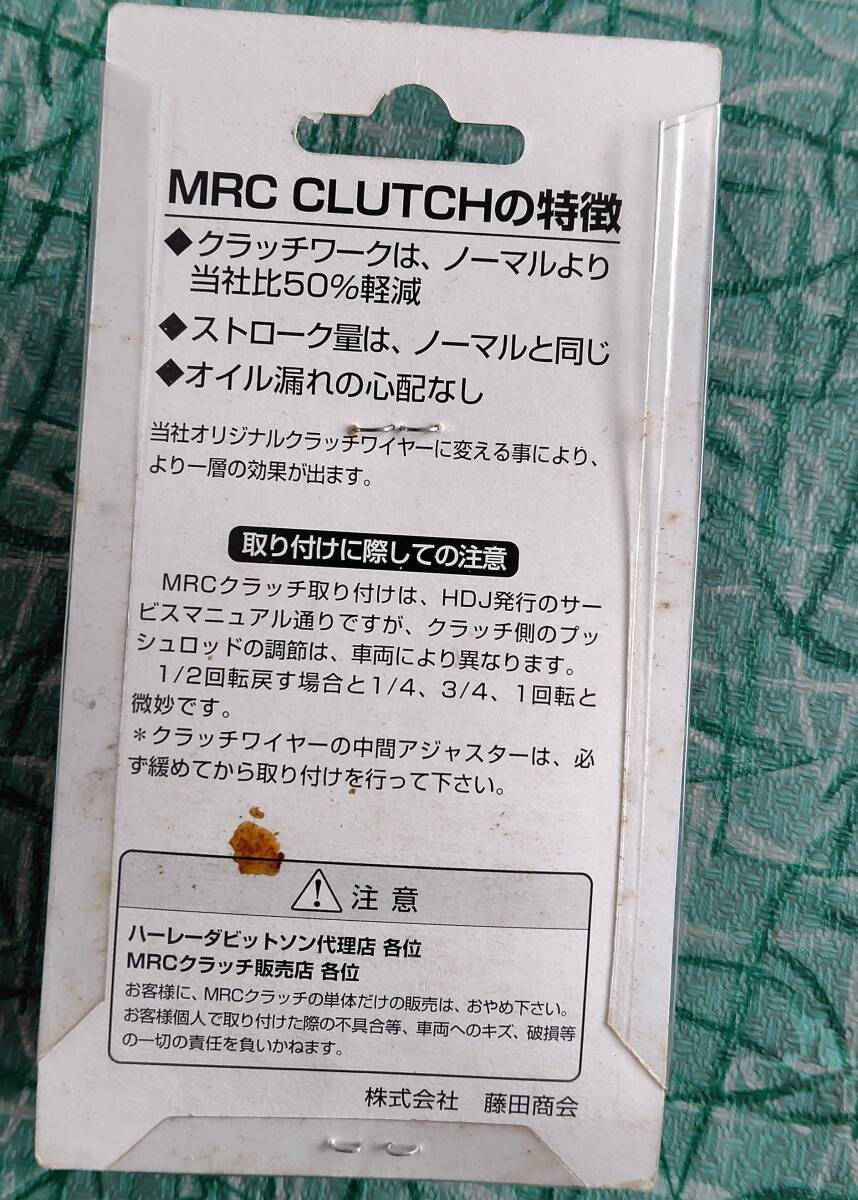 MRC CLUTCHの特徴
◆クラッチワークは、ノーマルより
当社比50%軽減
◆ストローク量は、ノーマルと同じ
◆オイル漏れの心配なし
当社オリジナルクラッチワイヤーに変える事により、
より一層の効果が出ます。
取り付けに際しての注意
MRCクラッチ取り付けは、HDJ発行のサー
ビスマニュアル通りですが、クラッチ側のプッ
シュロッドの調節は、車両により異なります。
1/2回転戻す場合と1/4、3/4、1回転と
微妙です。
*クラッチワイヤーの中間アジャスターは、必
ず緩めてから取り付けを行って下さい。
注意
ハーレーダビットソン代理店 各位
MRCクラッチ販売店 各位
お客様に、MRCクラッチの単体だけの販売は、おやめ下さい。
お客様個人で取り付けた際の不具合等、車両へのキズ、破損等
の一切の責任を負いかねます。
株式会社 藤田商会